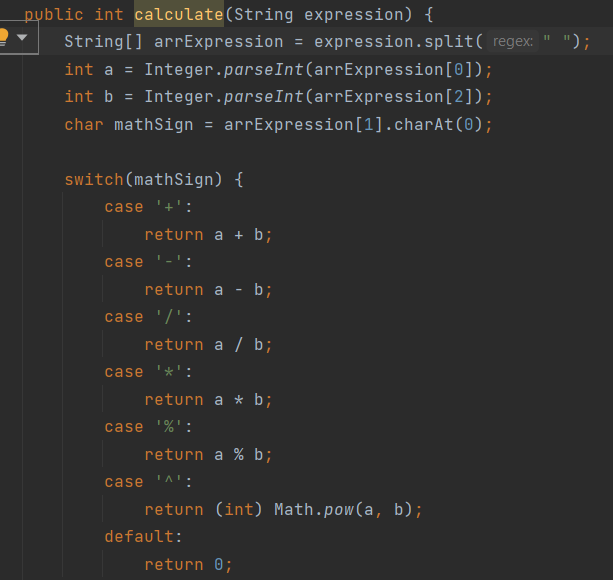 public int calculate(String expression) {
    String[] arrExpression = expression.split( regex: " ");
    int a = Integer.parseInt(arrExpression[0]);
    int b = Integer.parseInt(arrExpression[2]);
    char mathSign = arrExpression[1].charAt(0);
    switch(mathSign) {
        case '+':
            return a + b;
        case '-':
            return a - b;
        case '/':
            return a / b;
        case '*':
            return a * b;
        case '%':
            return a % b;
        case '^':
            return (int) Math.pow(a, b);
        default:
            return 0;